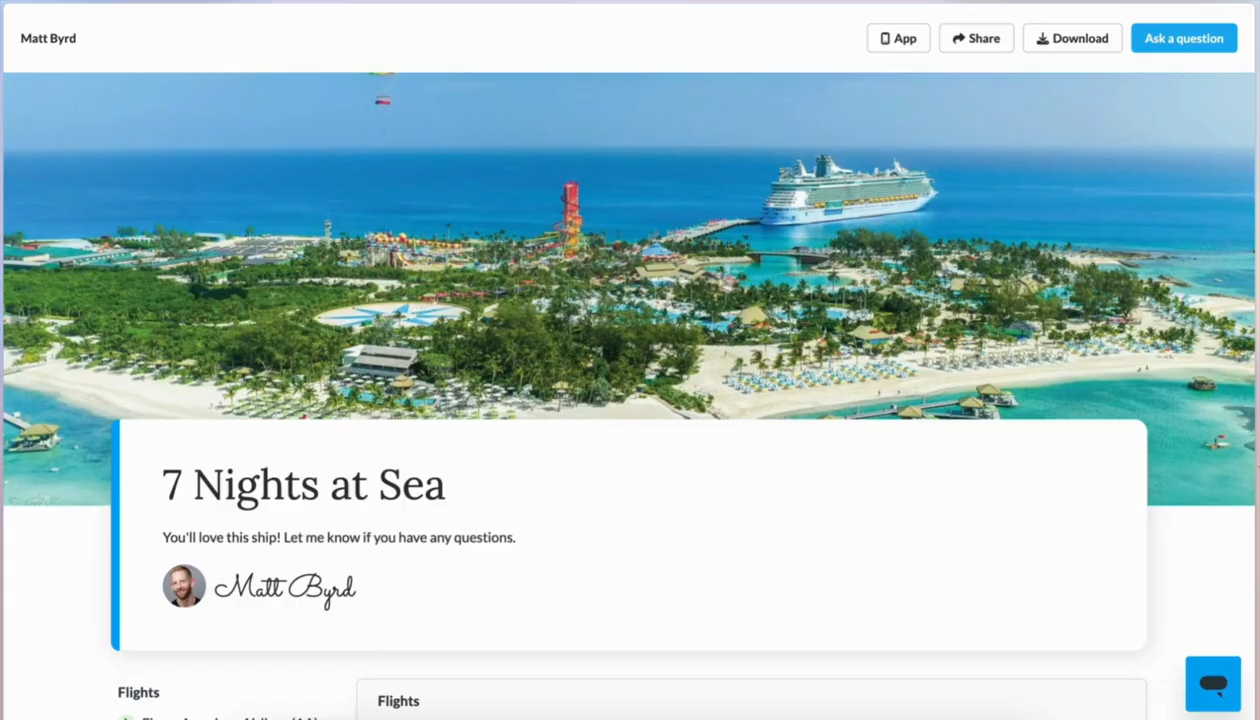 Matt Byrd
App
Share
Download
Ask a question
7 Nights at Sea
You'll love this ship! Let me know if you have any questions.
Matt Byrd
Flights
Flights